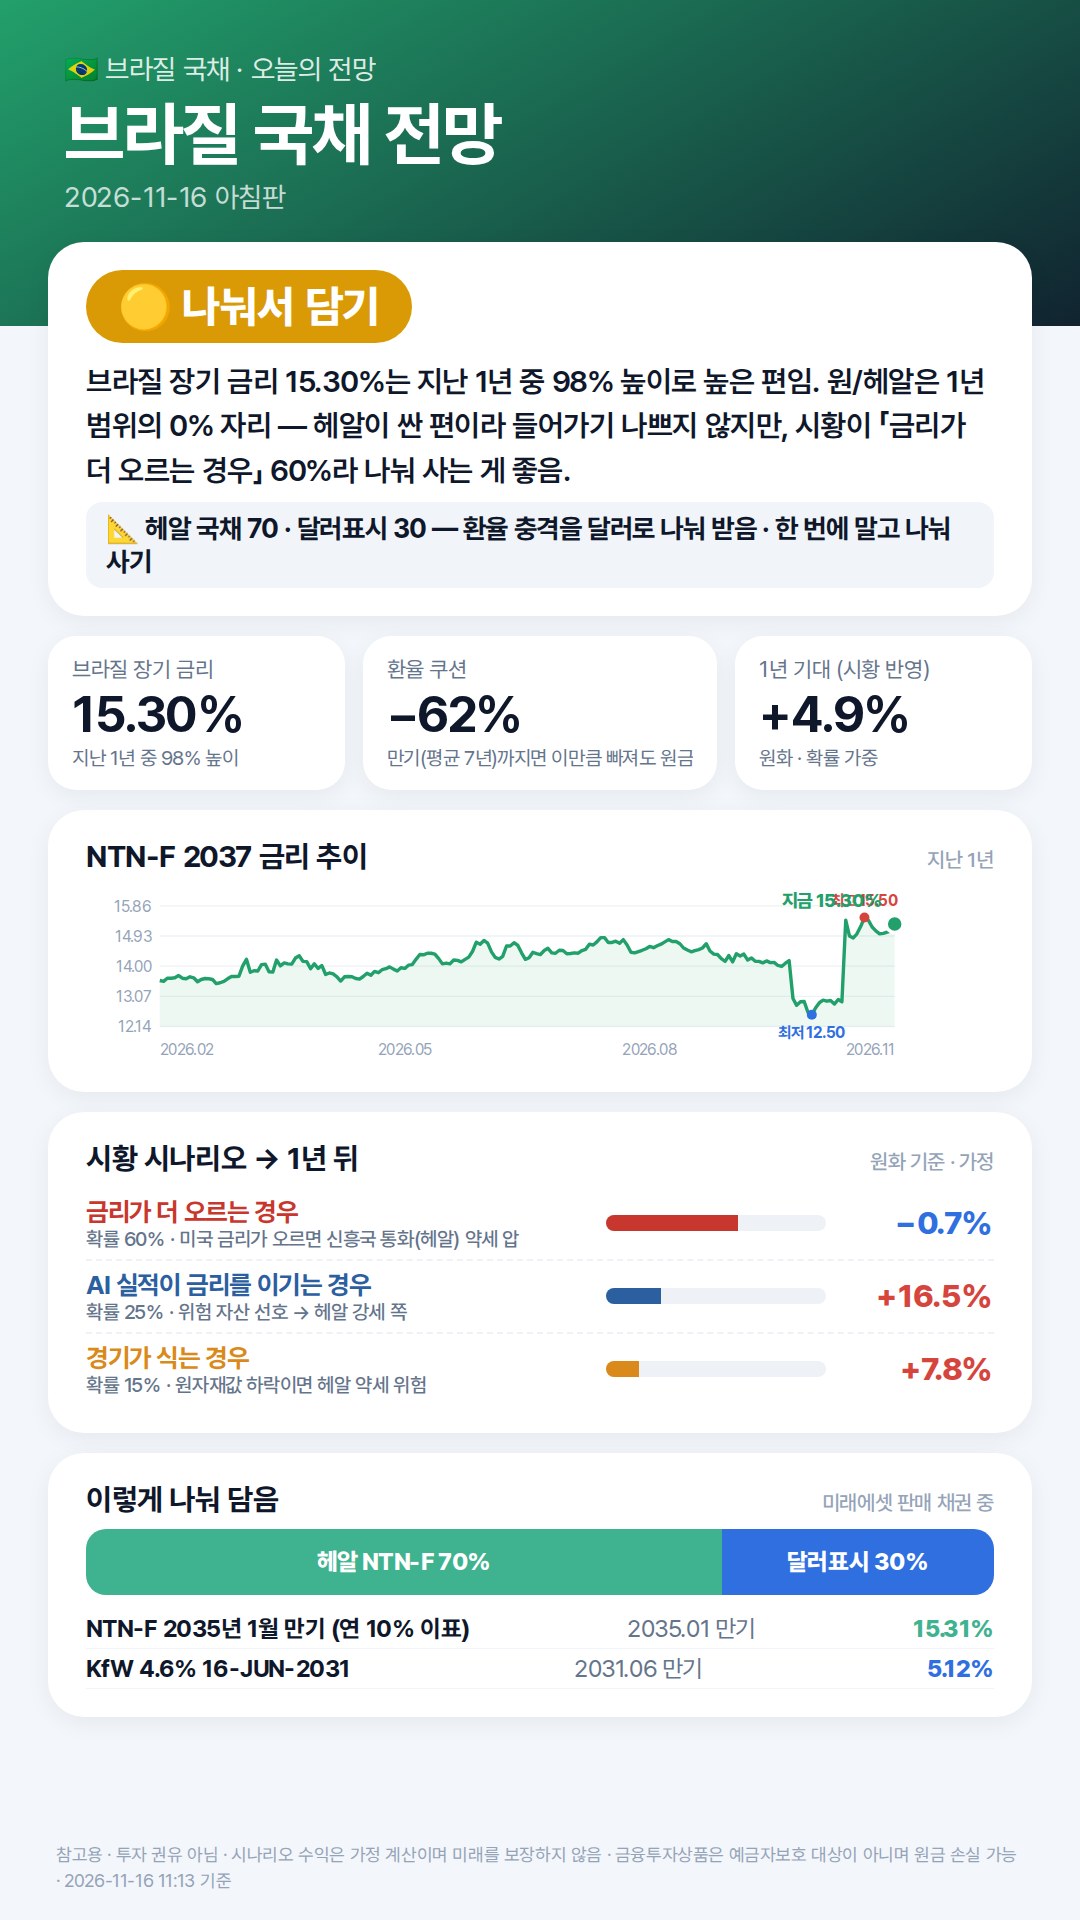 🇧🇷 브라질 국채 · 오늘의 전망
브라질 국채 전망
2026-11-16 아침판
🟡 나눠서 담기
브라질 장기 금리 15.30%는 지난 1년 중 98% 높이로 높은 편임. 원/헤알은 1년
범위의 0% 자리 — 헤알이 싼 편이라 들어가기 나쁘지 않지만, 시황이 「금리가
더 오르는 경우」 60%라 나눠 사는 게 좋음.
📐 헤알 국채 70 · 달러표시 30 — 환율 충격을 달러로 나눠 받음 · 한 번에 말고 나눠
사기
브라질 장기 금리
15.30%
지난 1년 중 98% 높이
환율 쿠션
−62%
만기(평균 7년)까지면 이만큼 빠져도 원금
1년 기대 (시황 반영)
+4.9%
원화 · 확률 가중
NTN-F 2037 금리 추이
지난 1년
지금 15.30%
최고 15.50
15.86
14.93
14.00
13.07
12.14
최저 12.50
2026.02
2026.05
2026.08
2026.11
시황 시나리오 → 1년 뒤
원화 기준 · 가정
금리가 더 오르는 경우
확률 60% · 미국 금리가 오르면 신흥국 통화(헤알) 약세 압
−0.7%
AI 실적이 금리를 이기는 경우
확률 25% · 위험 자산 선호 → 헤알 강세 쪽
+16.5%
경기가 식는 경우
확률 15% · 원자재값 하락이면 헤알 약세 위험
+7.8%
이렇게 나눠 담음
미래에셋 판매 채권 중
헤알 NTN-F 70%
달러표시 30%
NTN-F 2035년 1월 만기 (연 10% 이표)
2035.01 만기
15.31%
KfW 4.6% 16-JUN-2031
2031.06 만기
5.12%
참고용 · 투자 권유 아님 · 시나리오 수익은 가정 계산이며 미래를 보장하지 않음 · 금융투자상품은 예금자보호 대상이 아니며 원금 손실 가능
· 2026-11-16 11:13 기준